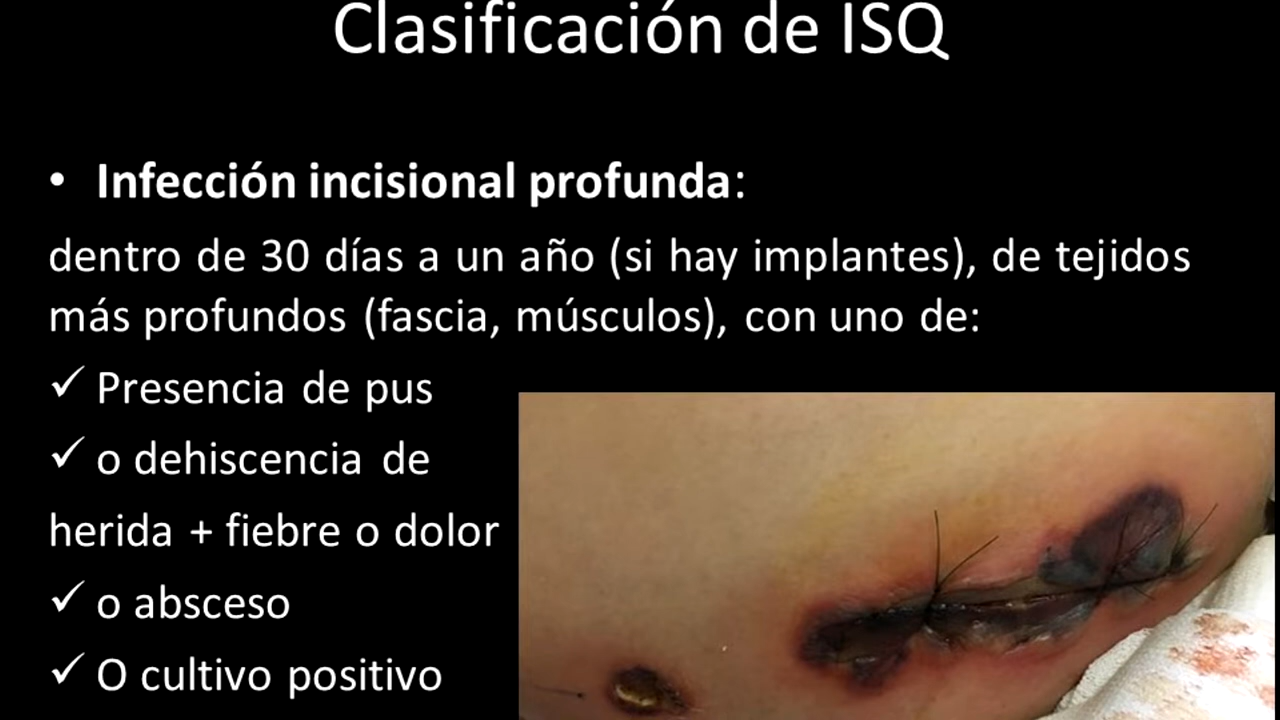 Clasificación de ISQ
• Infección incisional profunda:
dentro de 30 días a un año (si hay implantes), de tejidos
más profundos (fascia, músculos), con uno de:
✓ Presencia de pus
✓ o dehiscencia de
herida + fiebre o dolor
✓ o absceso
✓ O cultivo positivo